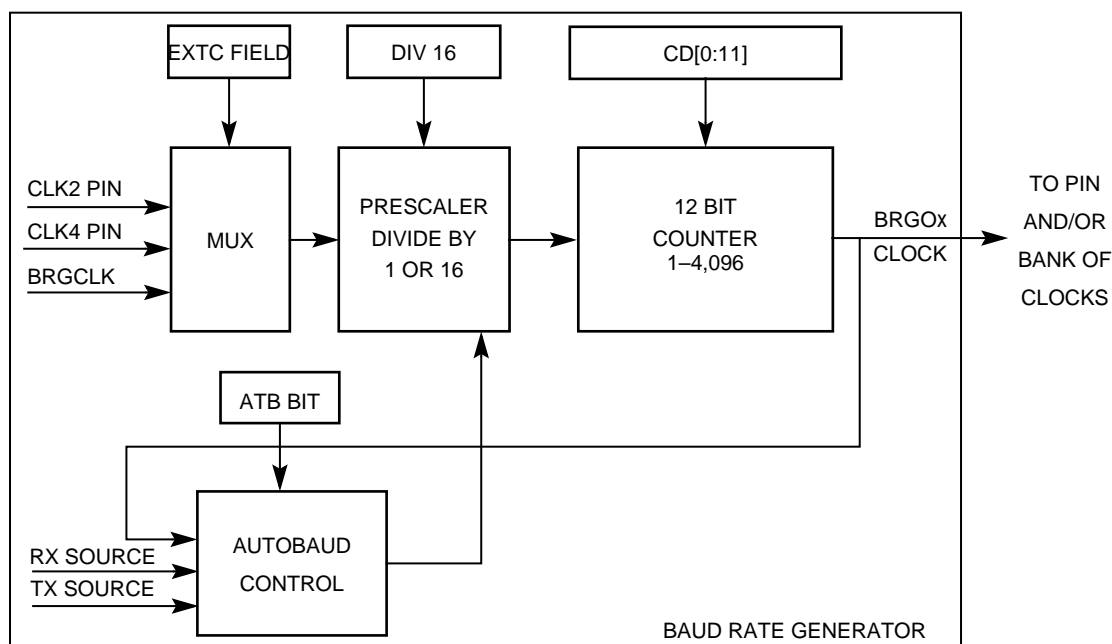 EXTC FIELD
DIV 16
CD[0:11]
CLK2 PIN
CLK4 PIN
BRGCLK
MUX
PRESCALER
DIVIDE BY
1 OR 16
12 BIT
COUNTER
1–4,096
BRGOx
CLOCK
TO PIN
AND/OR
BANK OF
CLOCKS
ATB BIT
RX SOURCE
TX SOURCE
AUTOBAUD
CONTROL
BAUD RATE GENERATOR